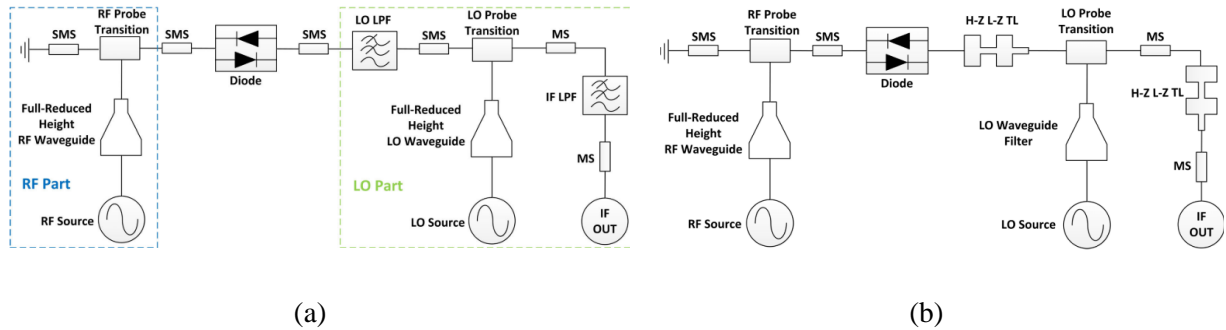 RF Probe
Transition
SMS
SMS
SMS
LO LPF
SMS
LO Probe
Transition
MS
Diode
IF LPF
Full-Reduced
Height
RF Waveguide
Full-Reduced
Height
LO Waveguide
MS
RF Part
LO Part
RF Source
LO Source
IF
OUT
(a)
RF Probe
Transition
SMS
SMS
H-Z L-Z TL
LO Probe
Transition
MS
Diode
H-Z L-Z TL
Full-Reduced
Height
RF Waveguide
LO Waveguide
Filter
MS
RF Source
LO Source
IF
OUT
(b)